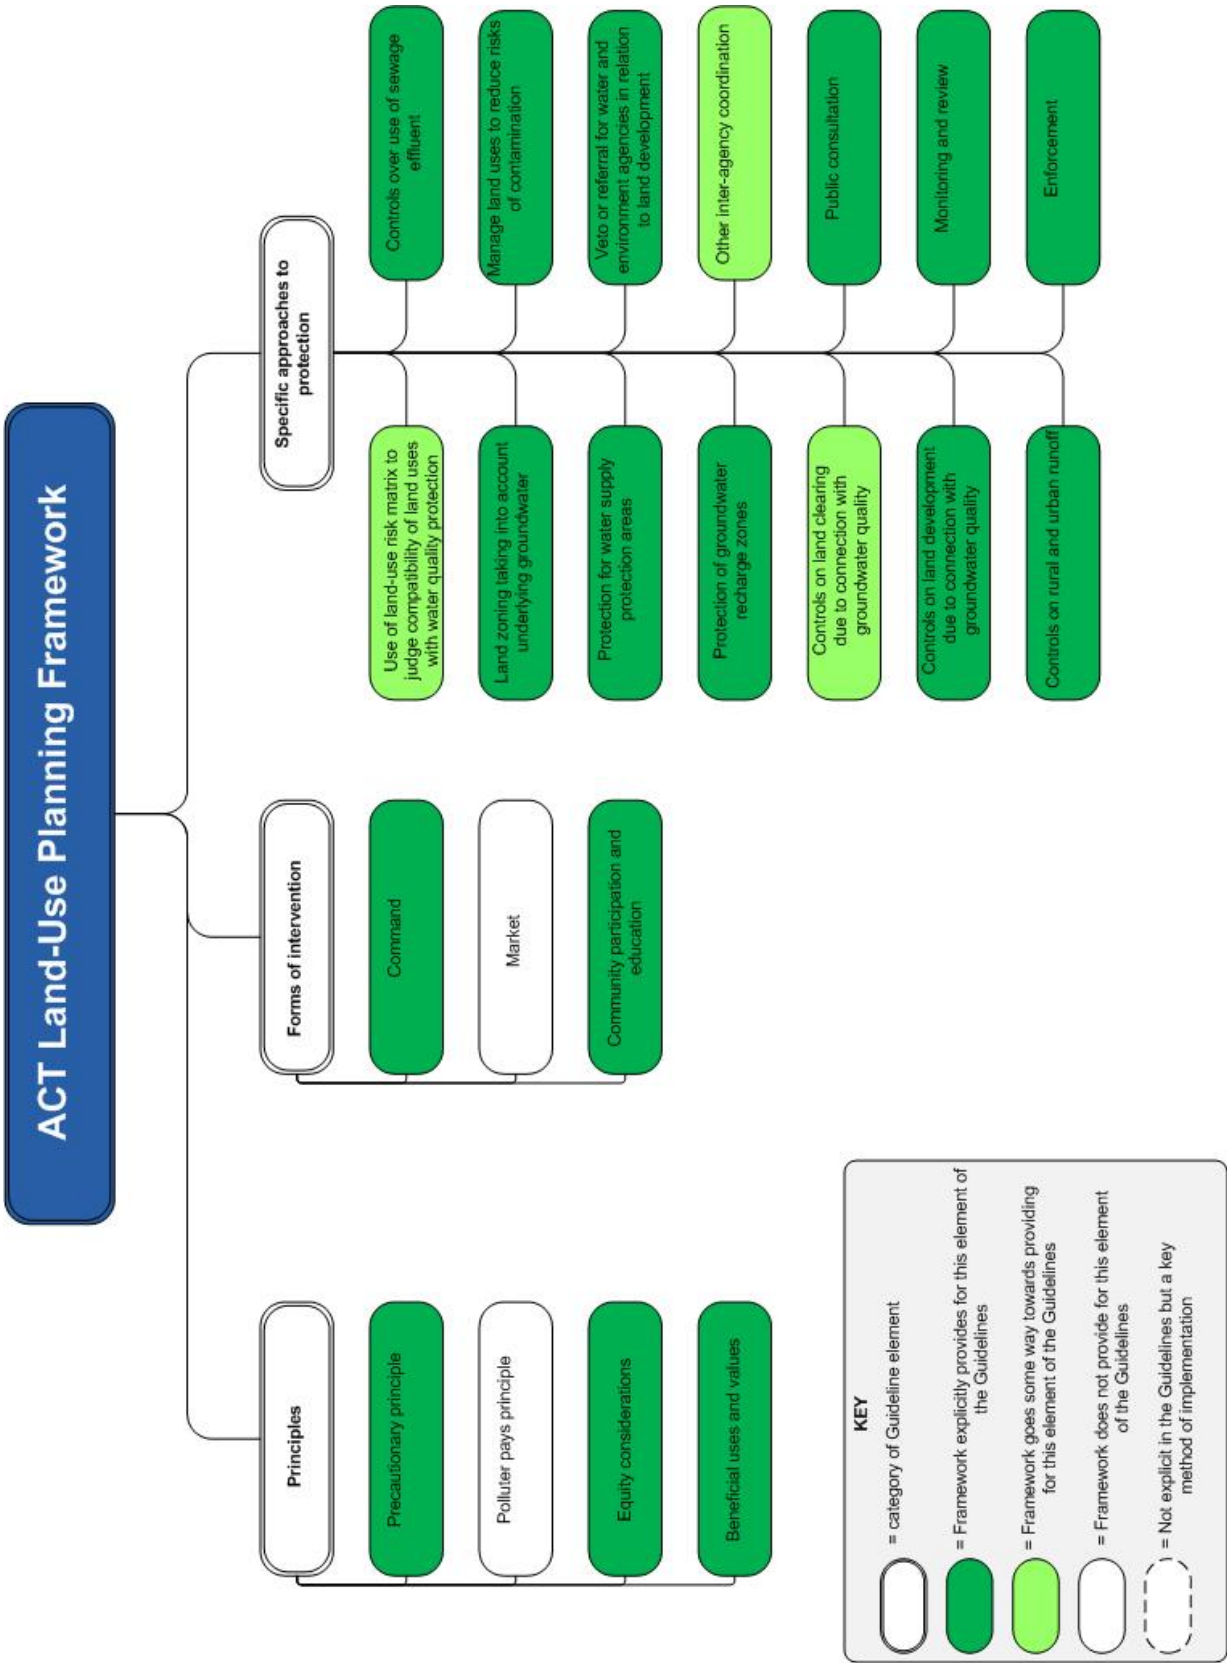 ACT Land-Use Planning Framework
Principles
Precautionary principle
Polluter pays principle
Equity considerations
Beneficial uses and values
Forms of intervention
Command
Market
Community participation and
education
Specific approaches to
protection
Use of land-use risk matrix to
judge compatibility of land uses
with water quality protection
Land zoning taking into account
underlying groundwater
Protection for water supply
protection areas
Protection of groundwater
recharge zones
Controls on land clearing
due to connection with
groundwater quality
Controls on land development
due to connection with
groundwater quality
Controls on rural and urban runoff
Controls over use of sewage
effluent
Manage land uses to reduce risks
of contamination
Veto or referral for water and
environment agencies in relation
to land development
Other inter-agency coordination
Public consultation
Monitoring and review
Enforcement
KEY
= category of Guideline element
= Framework explicitly provides for this element of
the Guidelines
= Framework goes some way towards providing
for this element of the Guidelines
= Framework does not provide for this element
of the Guidelines
= Not explicit in the Guidelines but a key
method of implementation